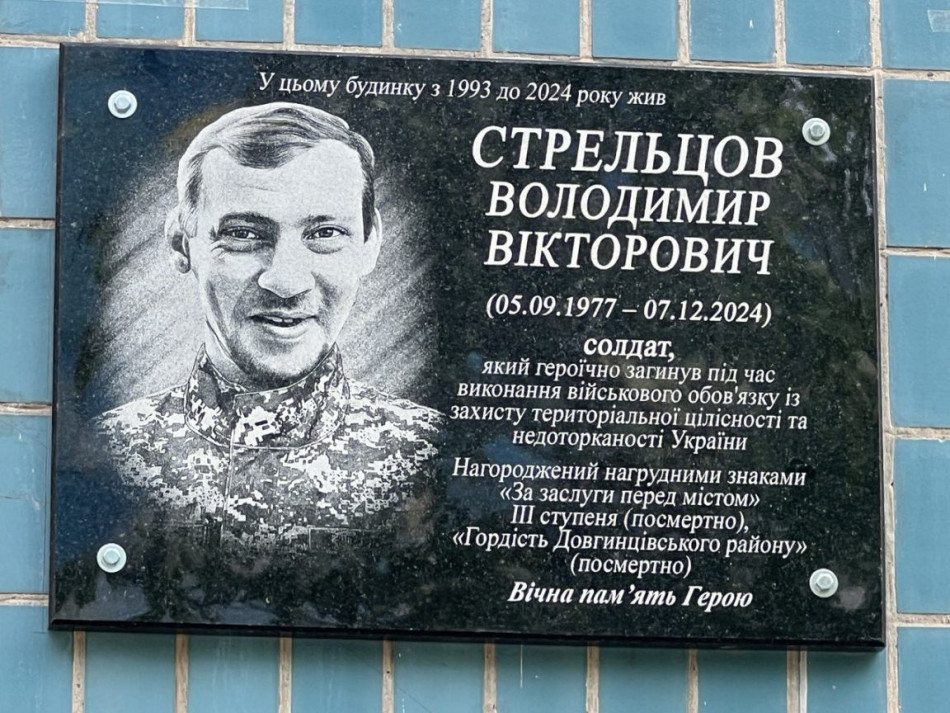 У цьому будинку з 1993 до 2024 року жив
СТРЕЛЬЦОВ
ВОЛОДИМИР
ВІКТОРОВИЧ
(05.09.1977 – 07.12.2024)
солдат,
який героїчно загинув під час
виконання військового обов'язку із
захисту територіальної цілісності та
недоторканості України
Нагороджений нагрудними знаками
«За заслуги перед містом»
ІІІ ступеня (посмертно),
«Гордість Довгинцівського району»
(посмертно)
Вічна пам’ять Герою